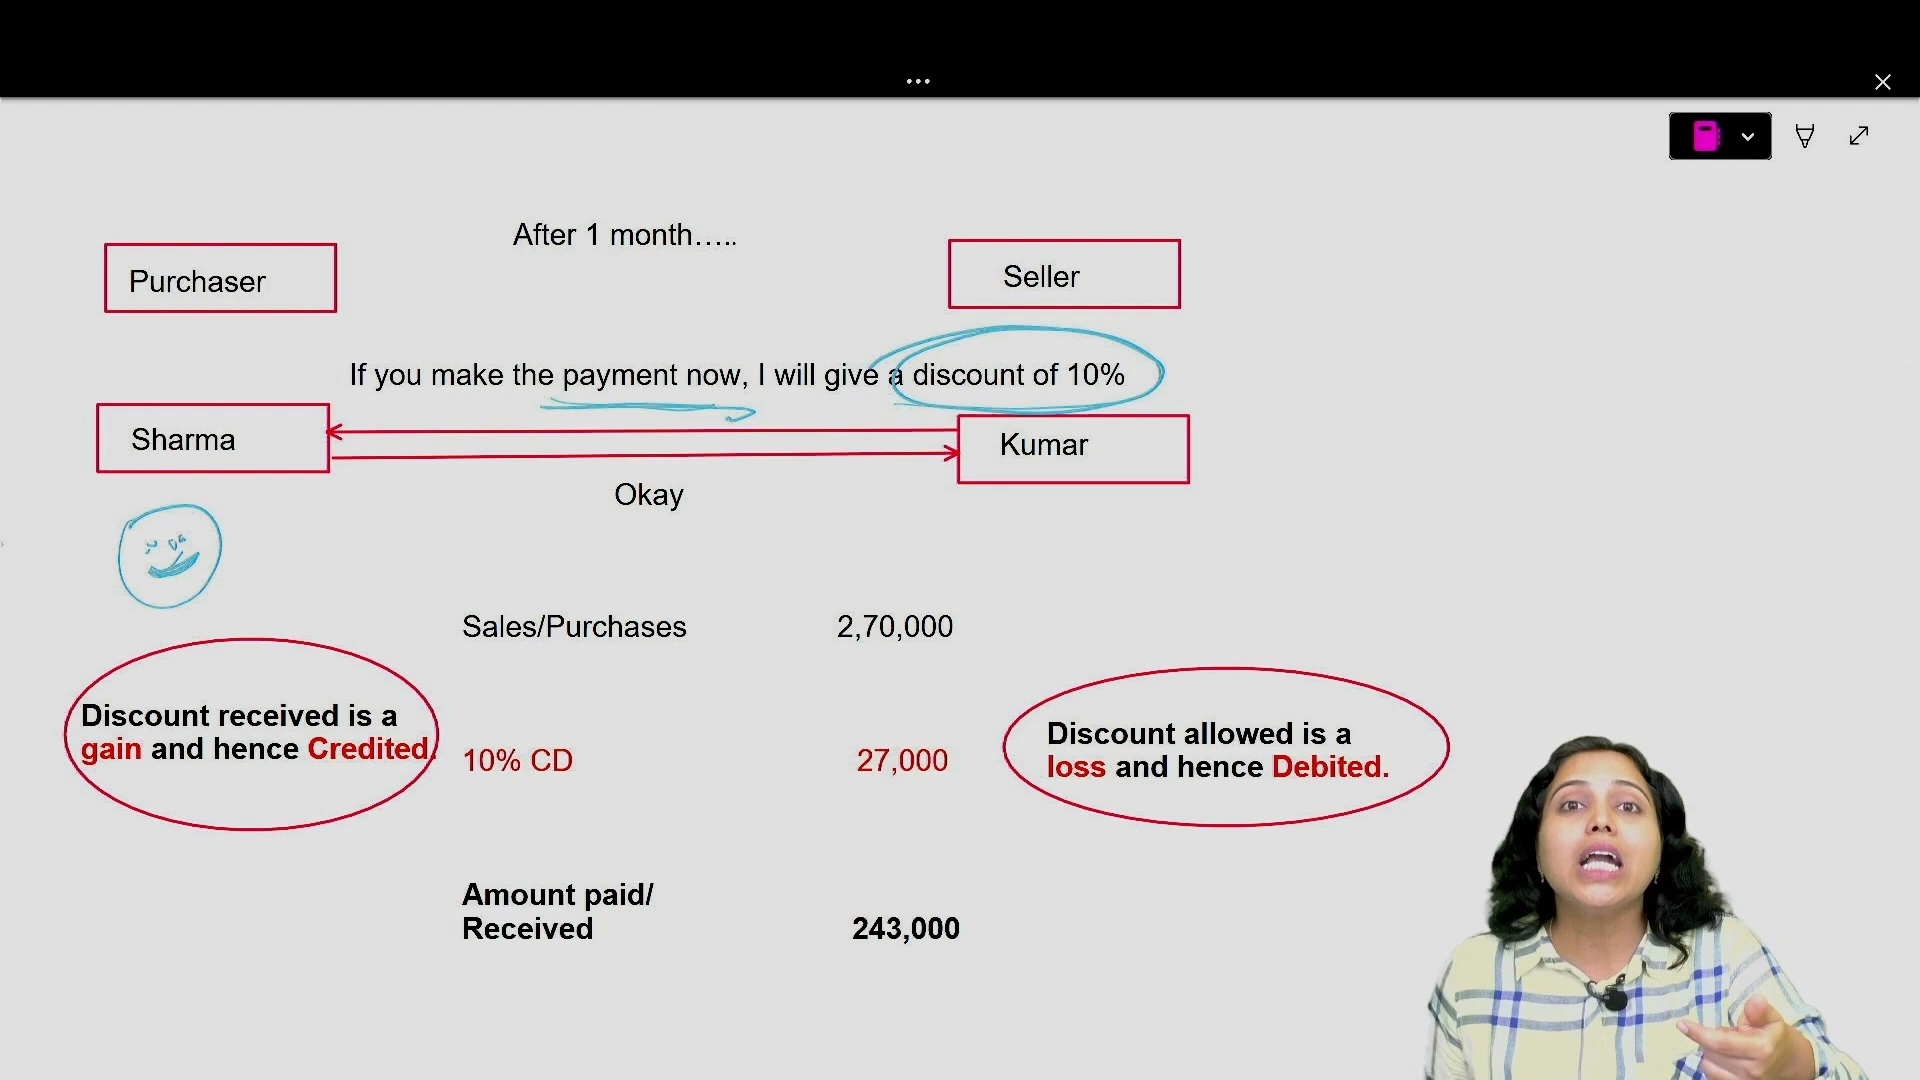 After 1 month.....
Purchaser
Seller
If you make the payment now, I will give a discount of 10%
Sharma
Kumar
Okay
Sales/Purchases 2,70,000
Discount received is a
gain and hence Credited.
10% CD 27,000
Discount allowed is a
loss and hence Debited.
Amount paid/
Received 243,000